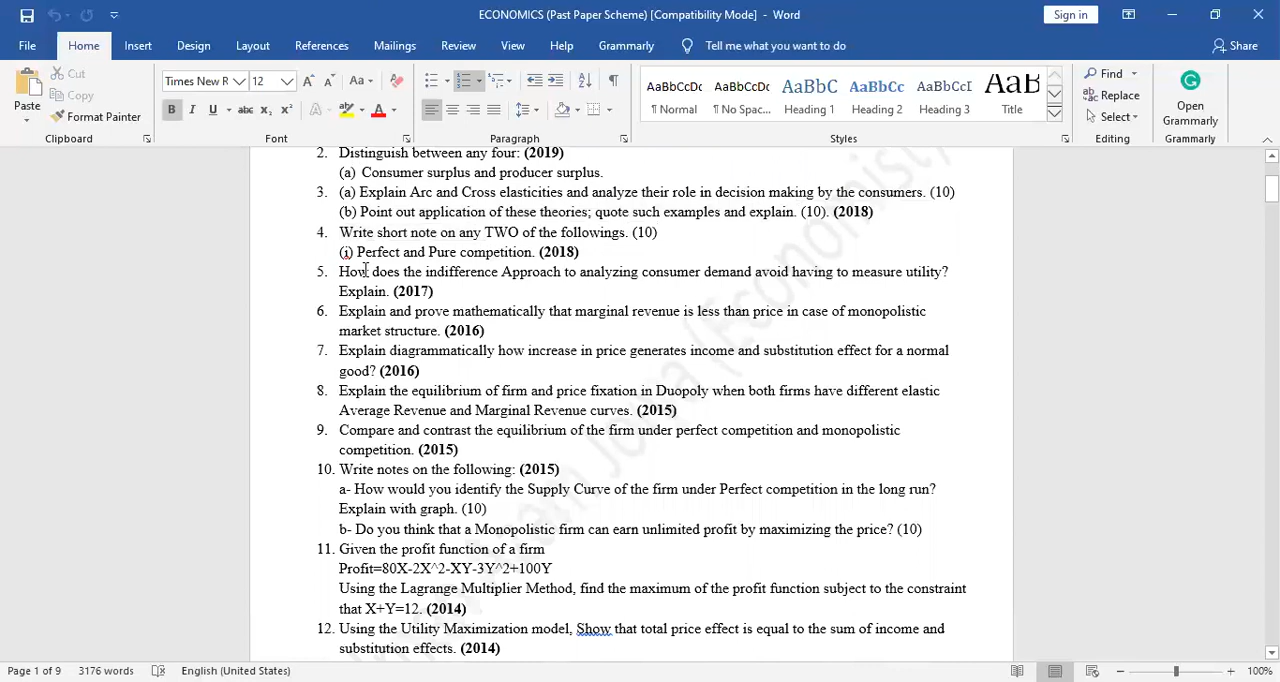 ECONOMICS (Past Paper Scheme) [Compatibility Mode] - Word
Sign in
File Home Insert Design Layout References Mailings Review View Help Grammarly Tell me what you want to do Share
Paste
Cut
Copy
Format Painter
Clipboard
Times New R 12
Font
Paragraph
AaBbCcDc ¶ Normal
AaBbCcDc ¶ No Spac...
AaBbC Heading 1
AaBbCc Heading 2
AaBbCcI Heading 3
AaB Title
Styles
Find
Replace
Select
Editing
Open Grammarly
Grammarly
2. Distinguish between any four: (2019)
(a) Consumer surplus and producer surplus.
3. (a) Explain Arc and Cross elasticities and analyze their role in decision making by the consumers. (10)
(b) Point out application of these theories; quote such examples and explain. (10). (2018)
4. Write short note on any TWO of the followings. (10)
(i) Perfect and Pure competition. (2018)
5. How does the indifference Approach to analyzing consumer demand avoid having to measure utility?
Explain. (2017)
6. Explain and prove mathematically that marginal revenue is less than price in case of monopolistic
market structure. (2016)
7. Explain diagrammatically how increase in price generates income and substitution effect for a normal
good? (2016)
8. Explain the equilibrium of firm and price fixation in Duopoly when both firms have different elastic
Average Revenue and Marginal Revenue curves. (2015)
9. Compare and contrast the equilibrium of the firm under perfect competition and monopolistic
competition. (2015)
10. Write notes on the following: (2015)
a- How would you identify the Supply Curve of the firm under Perfect competition in the long run?
Explain with graph. (10)
b- Do you think that a Monopolistic firm can earn unlimited profit by maximizing the price? (10)
11. Given the profit function of a firm
Profit=80X-2X^2-XY-3Y^2+100Y
Using the Lagrange Multiplier Method, find the maximum of the profit function subject to the constraint
that X+Y=12. (2014)
12. Using the Utility Maximization model, Show that total price effect is equal to the sum of income and
substitution effects. (2014)
(Economist)
Page 1 of 9 3176 words English (United States) 100%